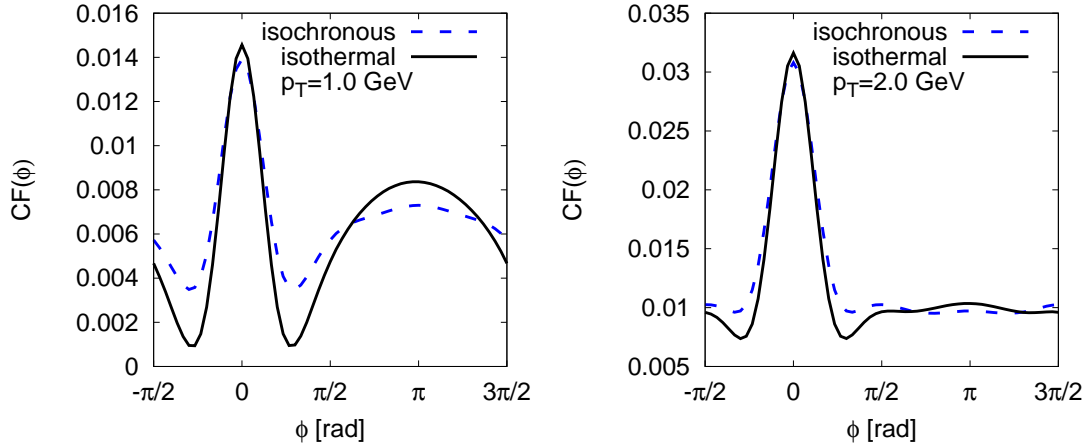 0.016
0.014
0.012
0.01
0.008
0.006
0.004
0.002
0
CF(ϕ)
isochronous
isothermal
p_T=1.0 GeV
-π/2 0 π/2 π 3π/2
ϕ [rad]
0.035
0.03
0.025
0.02
0.015
0.01
0.005
CF(ϕ)
isochronous
isothermal
p_T=2.0 GeV
-π/2 0 π/2 π 3π/2
ϕ [rad]